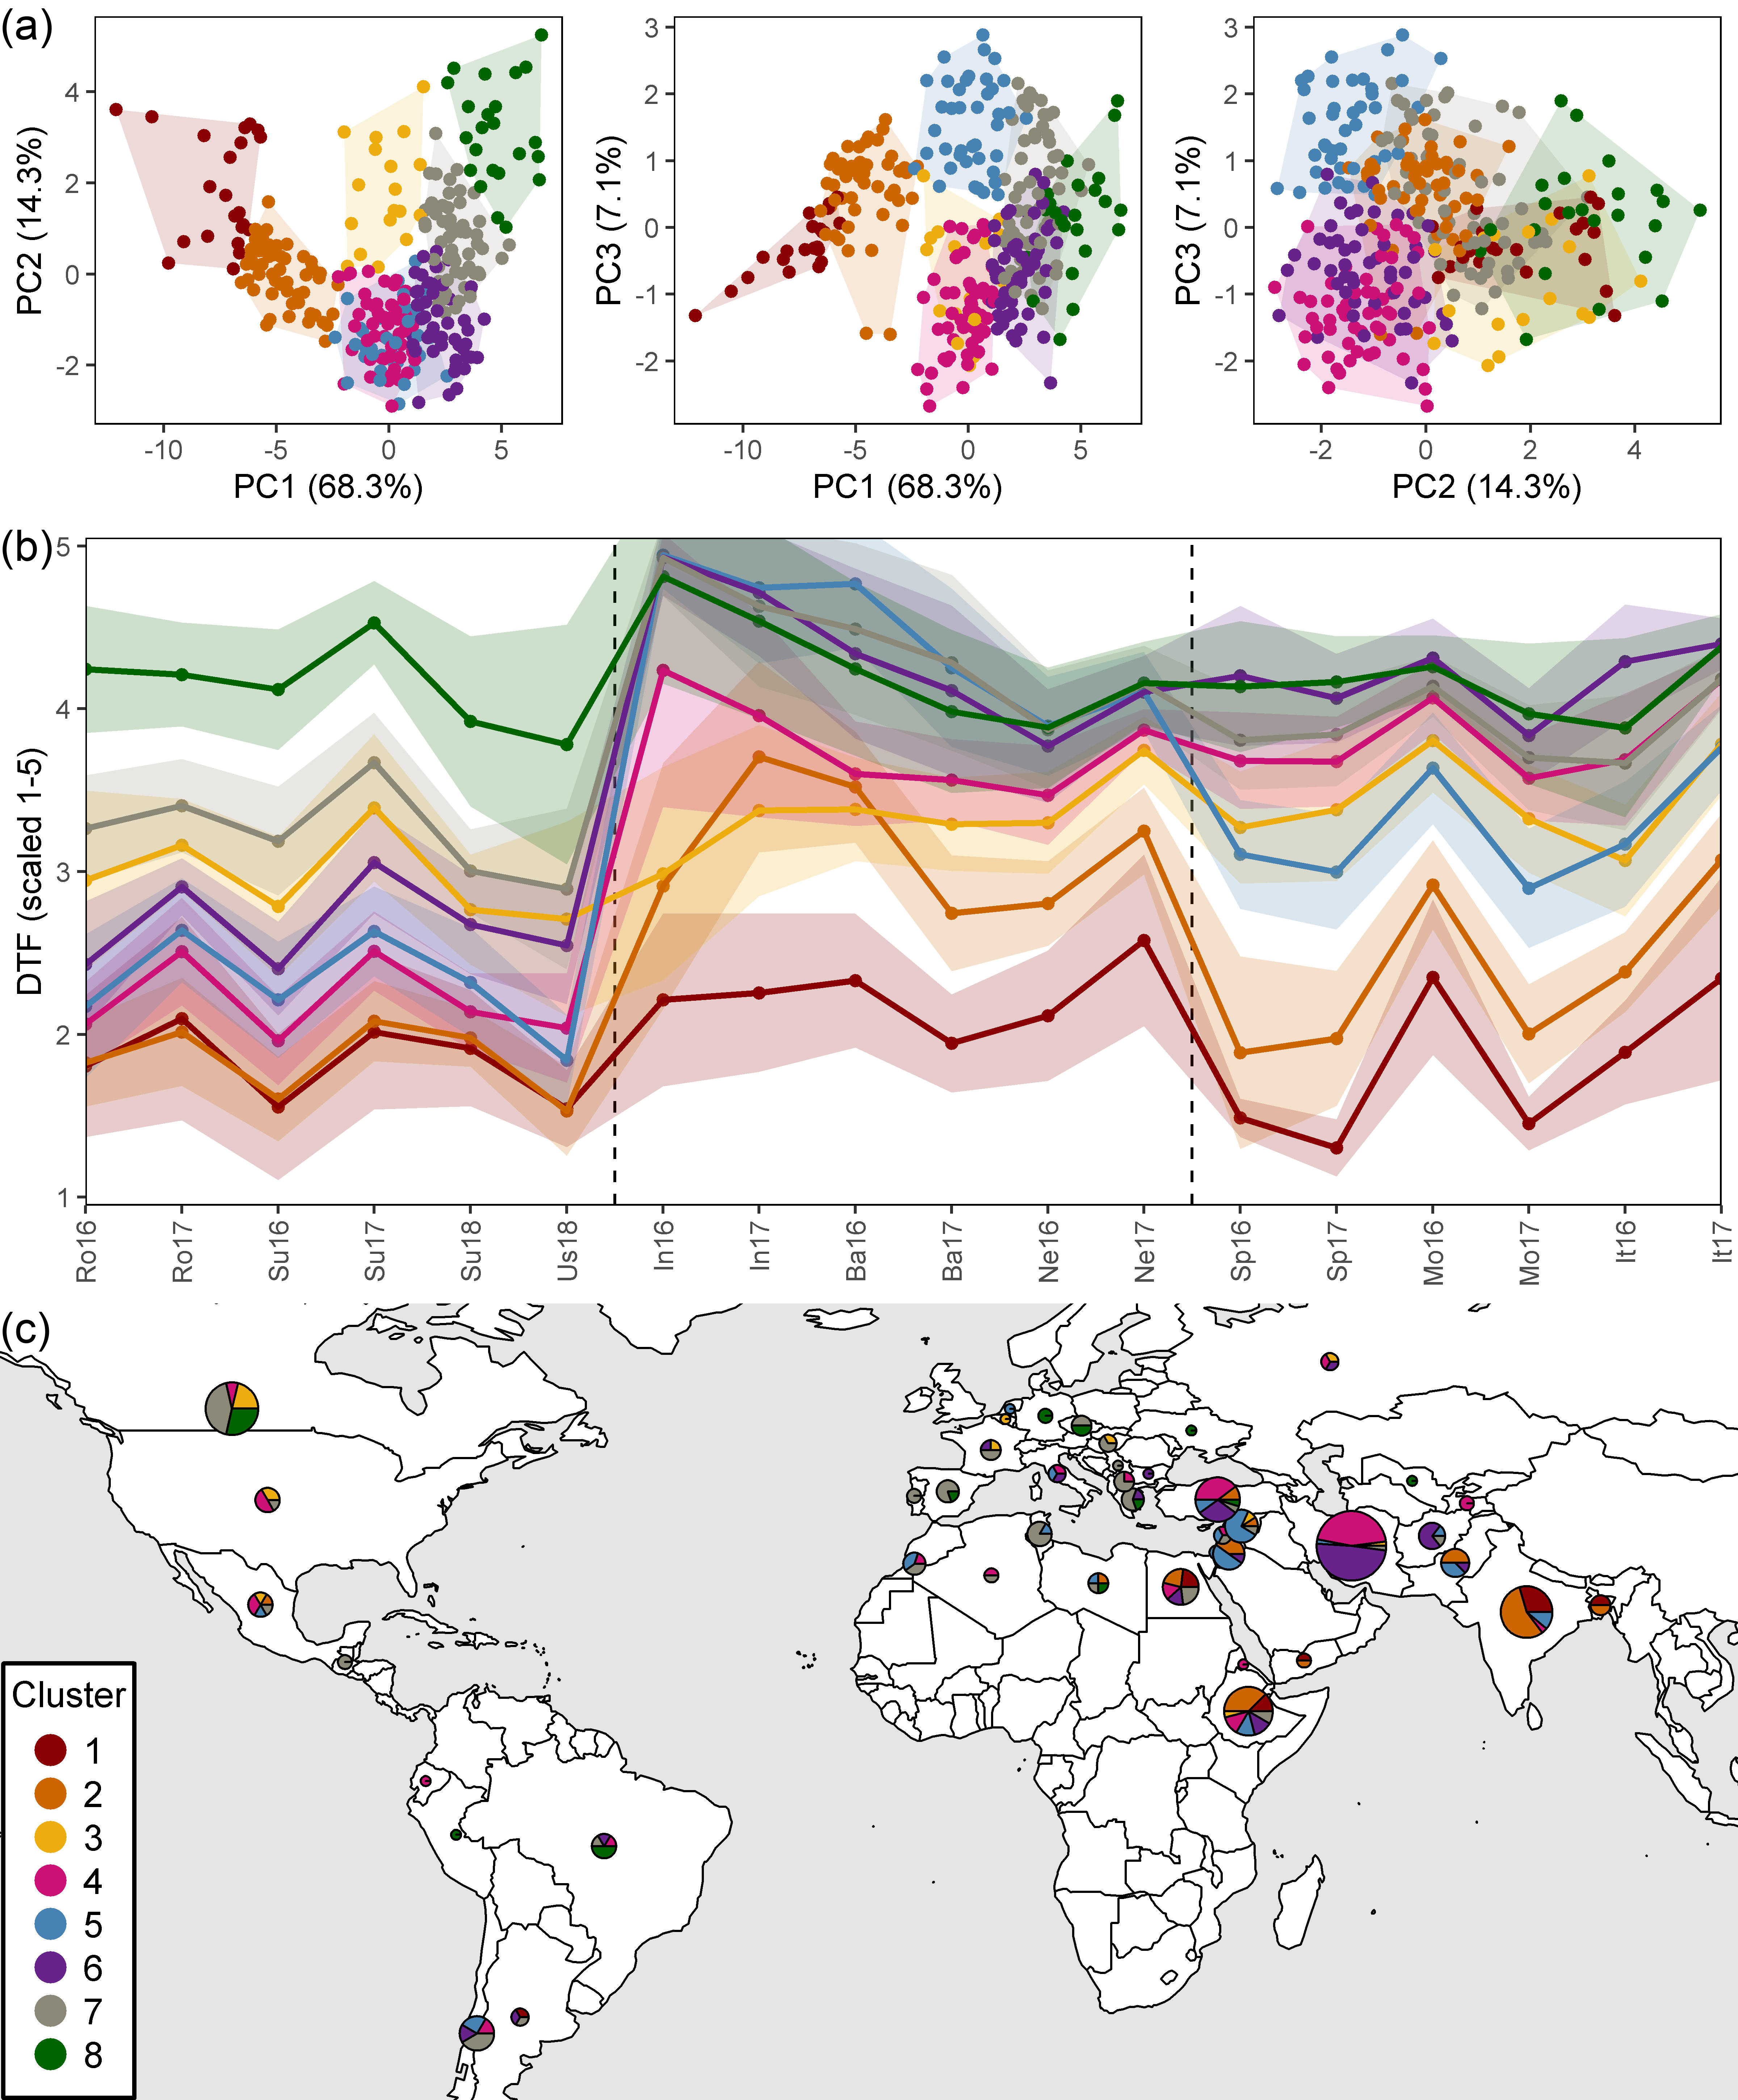 (a)
PC2 (14.3%)
4
2
0
-2
-10
-5
0
5
PC1 (68.3%)
PC3 (7.1%)
3
2
1
0
-1
-2
-10
-5
0
5
PC1 (68.3%)
PC3 (7.1%)
3
2
1
0
-1
-2
-2
0
2
4
PC2 (14.3%)
(b)
DTF (scaled 1-5)
5
4
3
2
1
Ro16
Ro17
Su16
Su17
Su18
Us18
In16
In17
Ba16
Ba17
Ne16
Ne17
Sp16
Sp17
Mo16
Mo17
It16
It17
(c)
Cluster
1
2
3
4
5
6
7
8